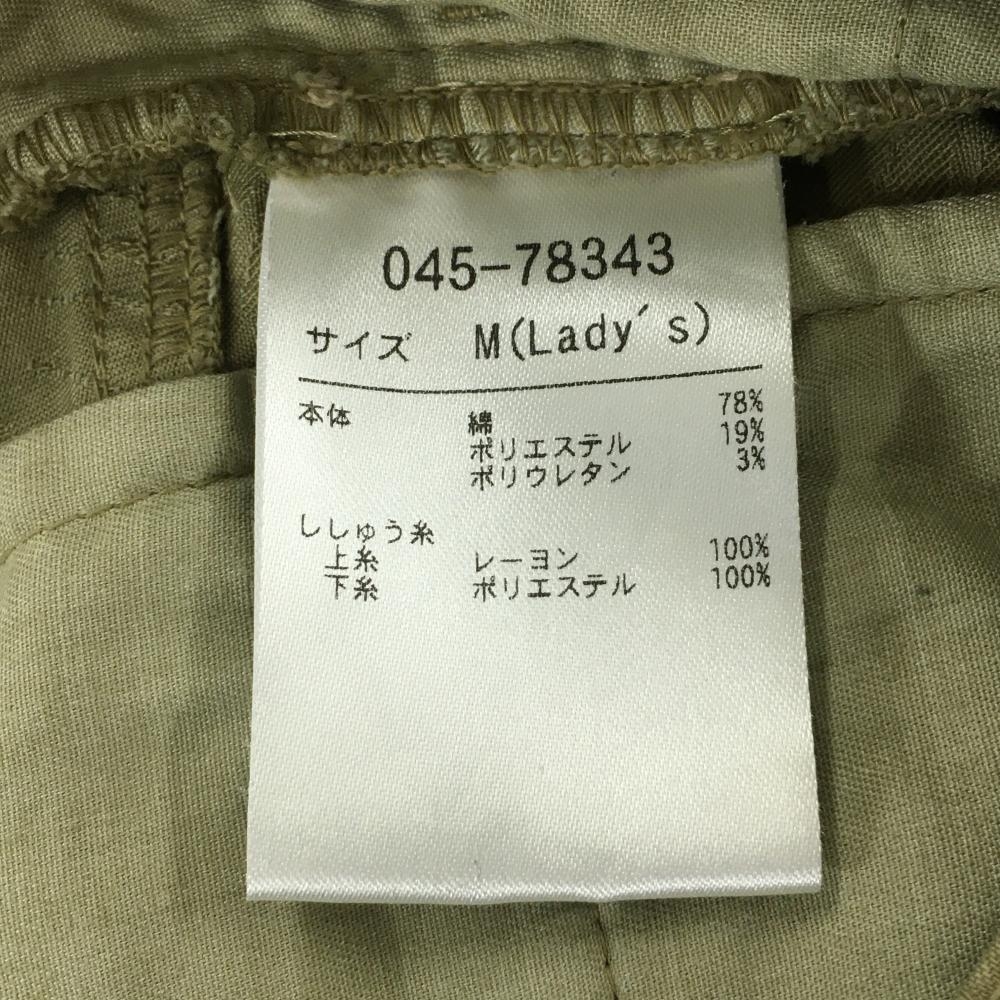 045-78343
サイズ M(Lady's)
本体 綿 78%
ポリエステル 19%
ポリウレタン 3%
ししゅう糸
上糸 レーヨン 100%
下糸 ポリエステル 100%